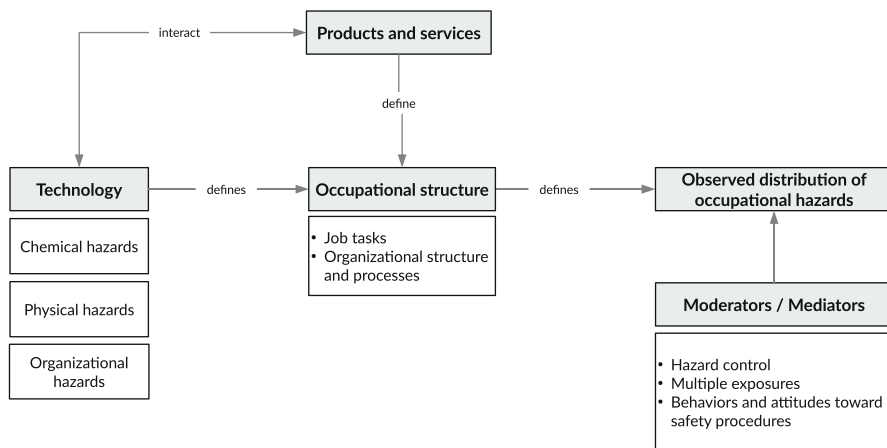 interact
Products and services
define
Technology
defines
Occupational structure
defines
Observed distribution of
occupational hazards
Chemical hazards
Physical hazards
Organizational
hazards
• Job tasks
• Organizational structure
and processes
Moderators / Mediators
• Hazard control
• Multiple exposures
• Behaviors and attitudes toward
safety procedures